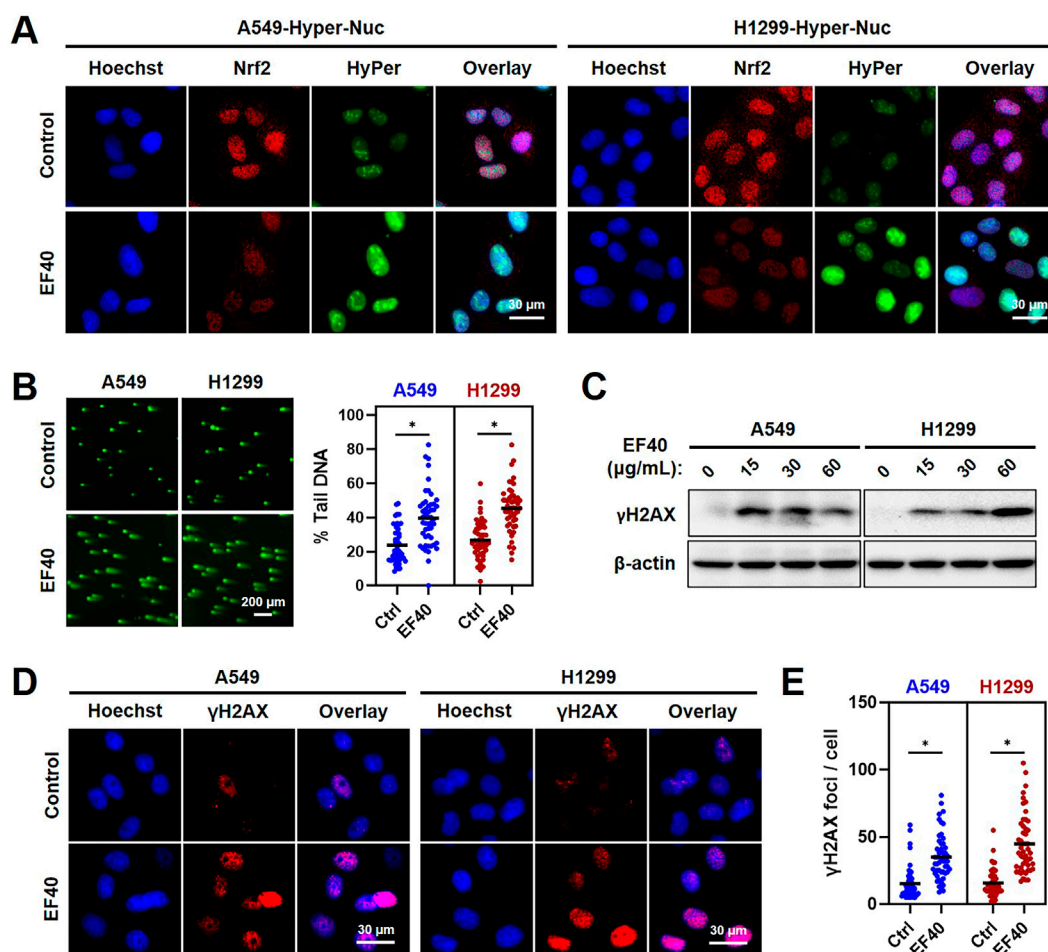 A
A549-Hyper-Nuc H1299-Hyper-Nuc
Hoechst Nrf2 HyPer Overlay Hoechst Nrf2 HyPer Overlay
Control
EF40
30 µm 30 µm
B
A549 H1299
Control
EF40
200 µm
A549 H1299
% Tail DNA
100
80
60
40
20
0
* *
Ctrl EF40 Ctrl EF40
C
A549 H1299
EF40
(µg/mL): 0 15 30 60 0 15 30 60
γH2AX
β-actin
D
A549 H1299
Hoechst γH2AX Overlay Hoechst γH2AX Overlay
Control
EF40
30 µm 30 µm
E
A549 H1299
γH2AX foci / cell
150
100
50
0
* *
Ctrl EF40 Ctrl EF40